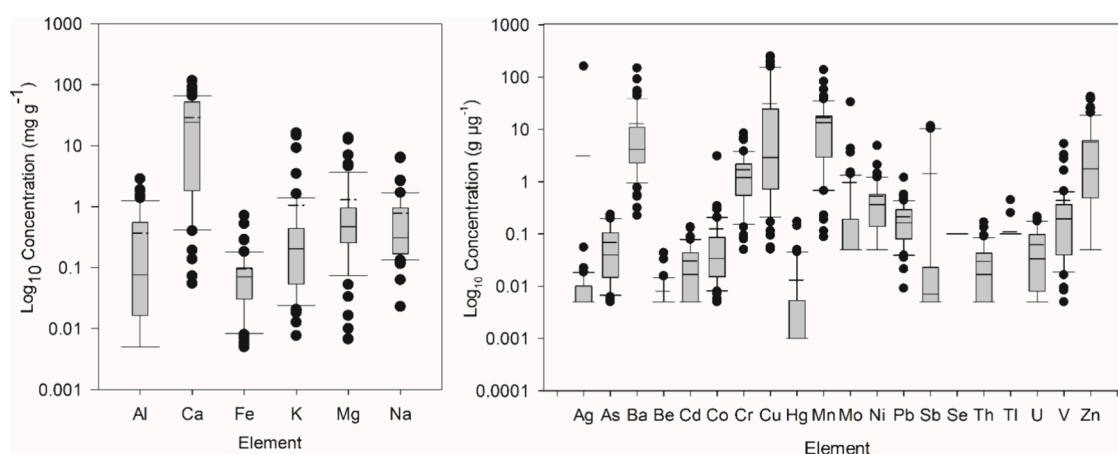 Log10 Concentration (mg g-1)
1000
100
10
1
0.1
0.01
0.001
Al Ca Fe K Mg Na
Element
Log10 Concentration (g µg-1)
1000
100
10
1
0.1
0.01
0.001
0.0001
Ag As Ba Be Cd Co Cr Cu Hg Mn Mo Ni Pb Sb Se Th Tl U V Zn
Element